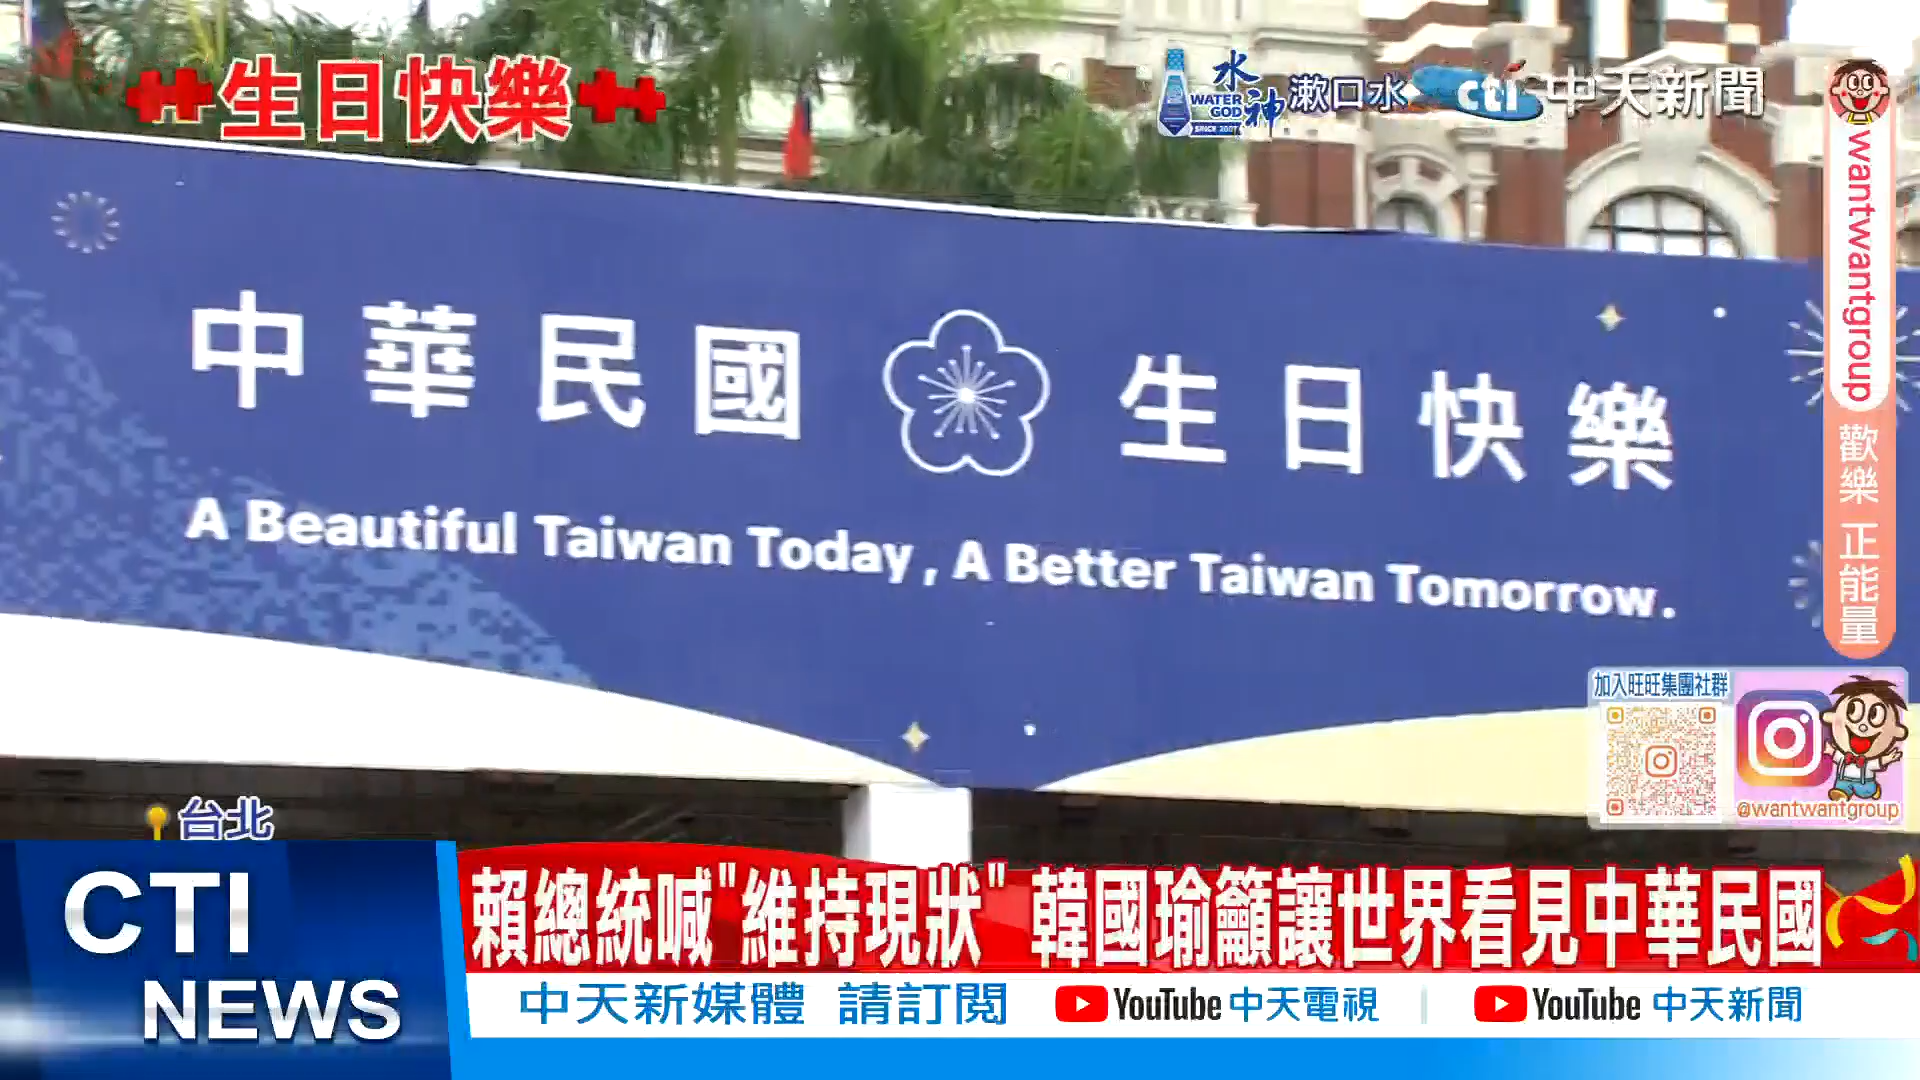 生日快樂
水神
WATER GOD
SINCE 2007
漱口水
cti 中天新聞
wantwantgroup
歡樂 正能量
中華民國 生日快樂
A Beautiful Taiwan Today, A Better Taiwan Tomorrow.
加入旺旺集團社群
@wantwantgroup
台北
CTI NEWS
賴總統喊"維持現狀" 韓國瑜籲讓世界看見中華民國
中天新媒體 請訂閱 YouTube 中天電視 | YouTube 中天新聞